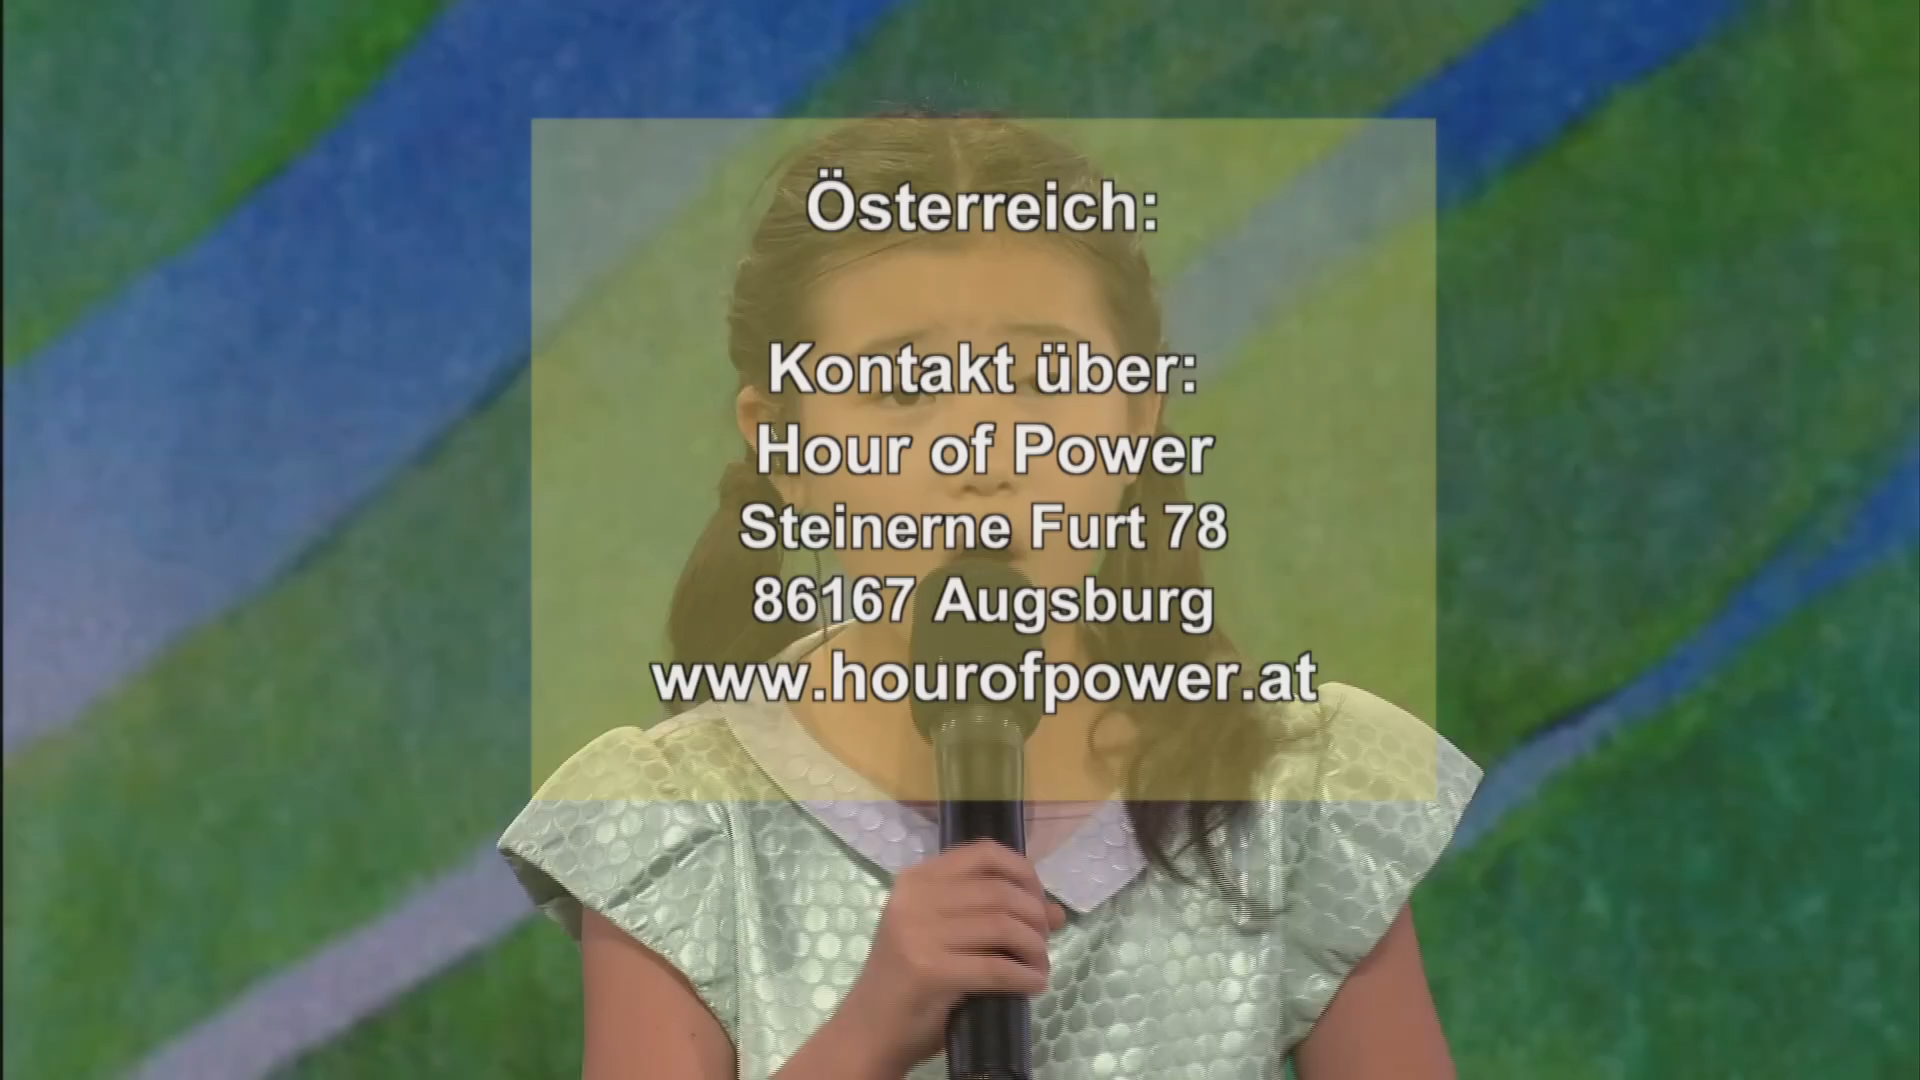 Österreich:
Kontakt über:
Hour of Power
Steinerne Furt 78
86167 Augsburg
www.hourofpower.at